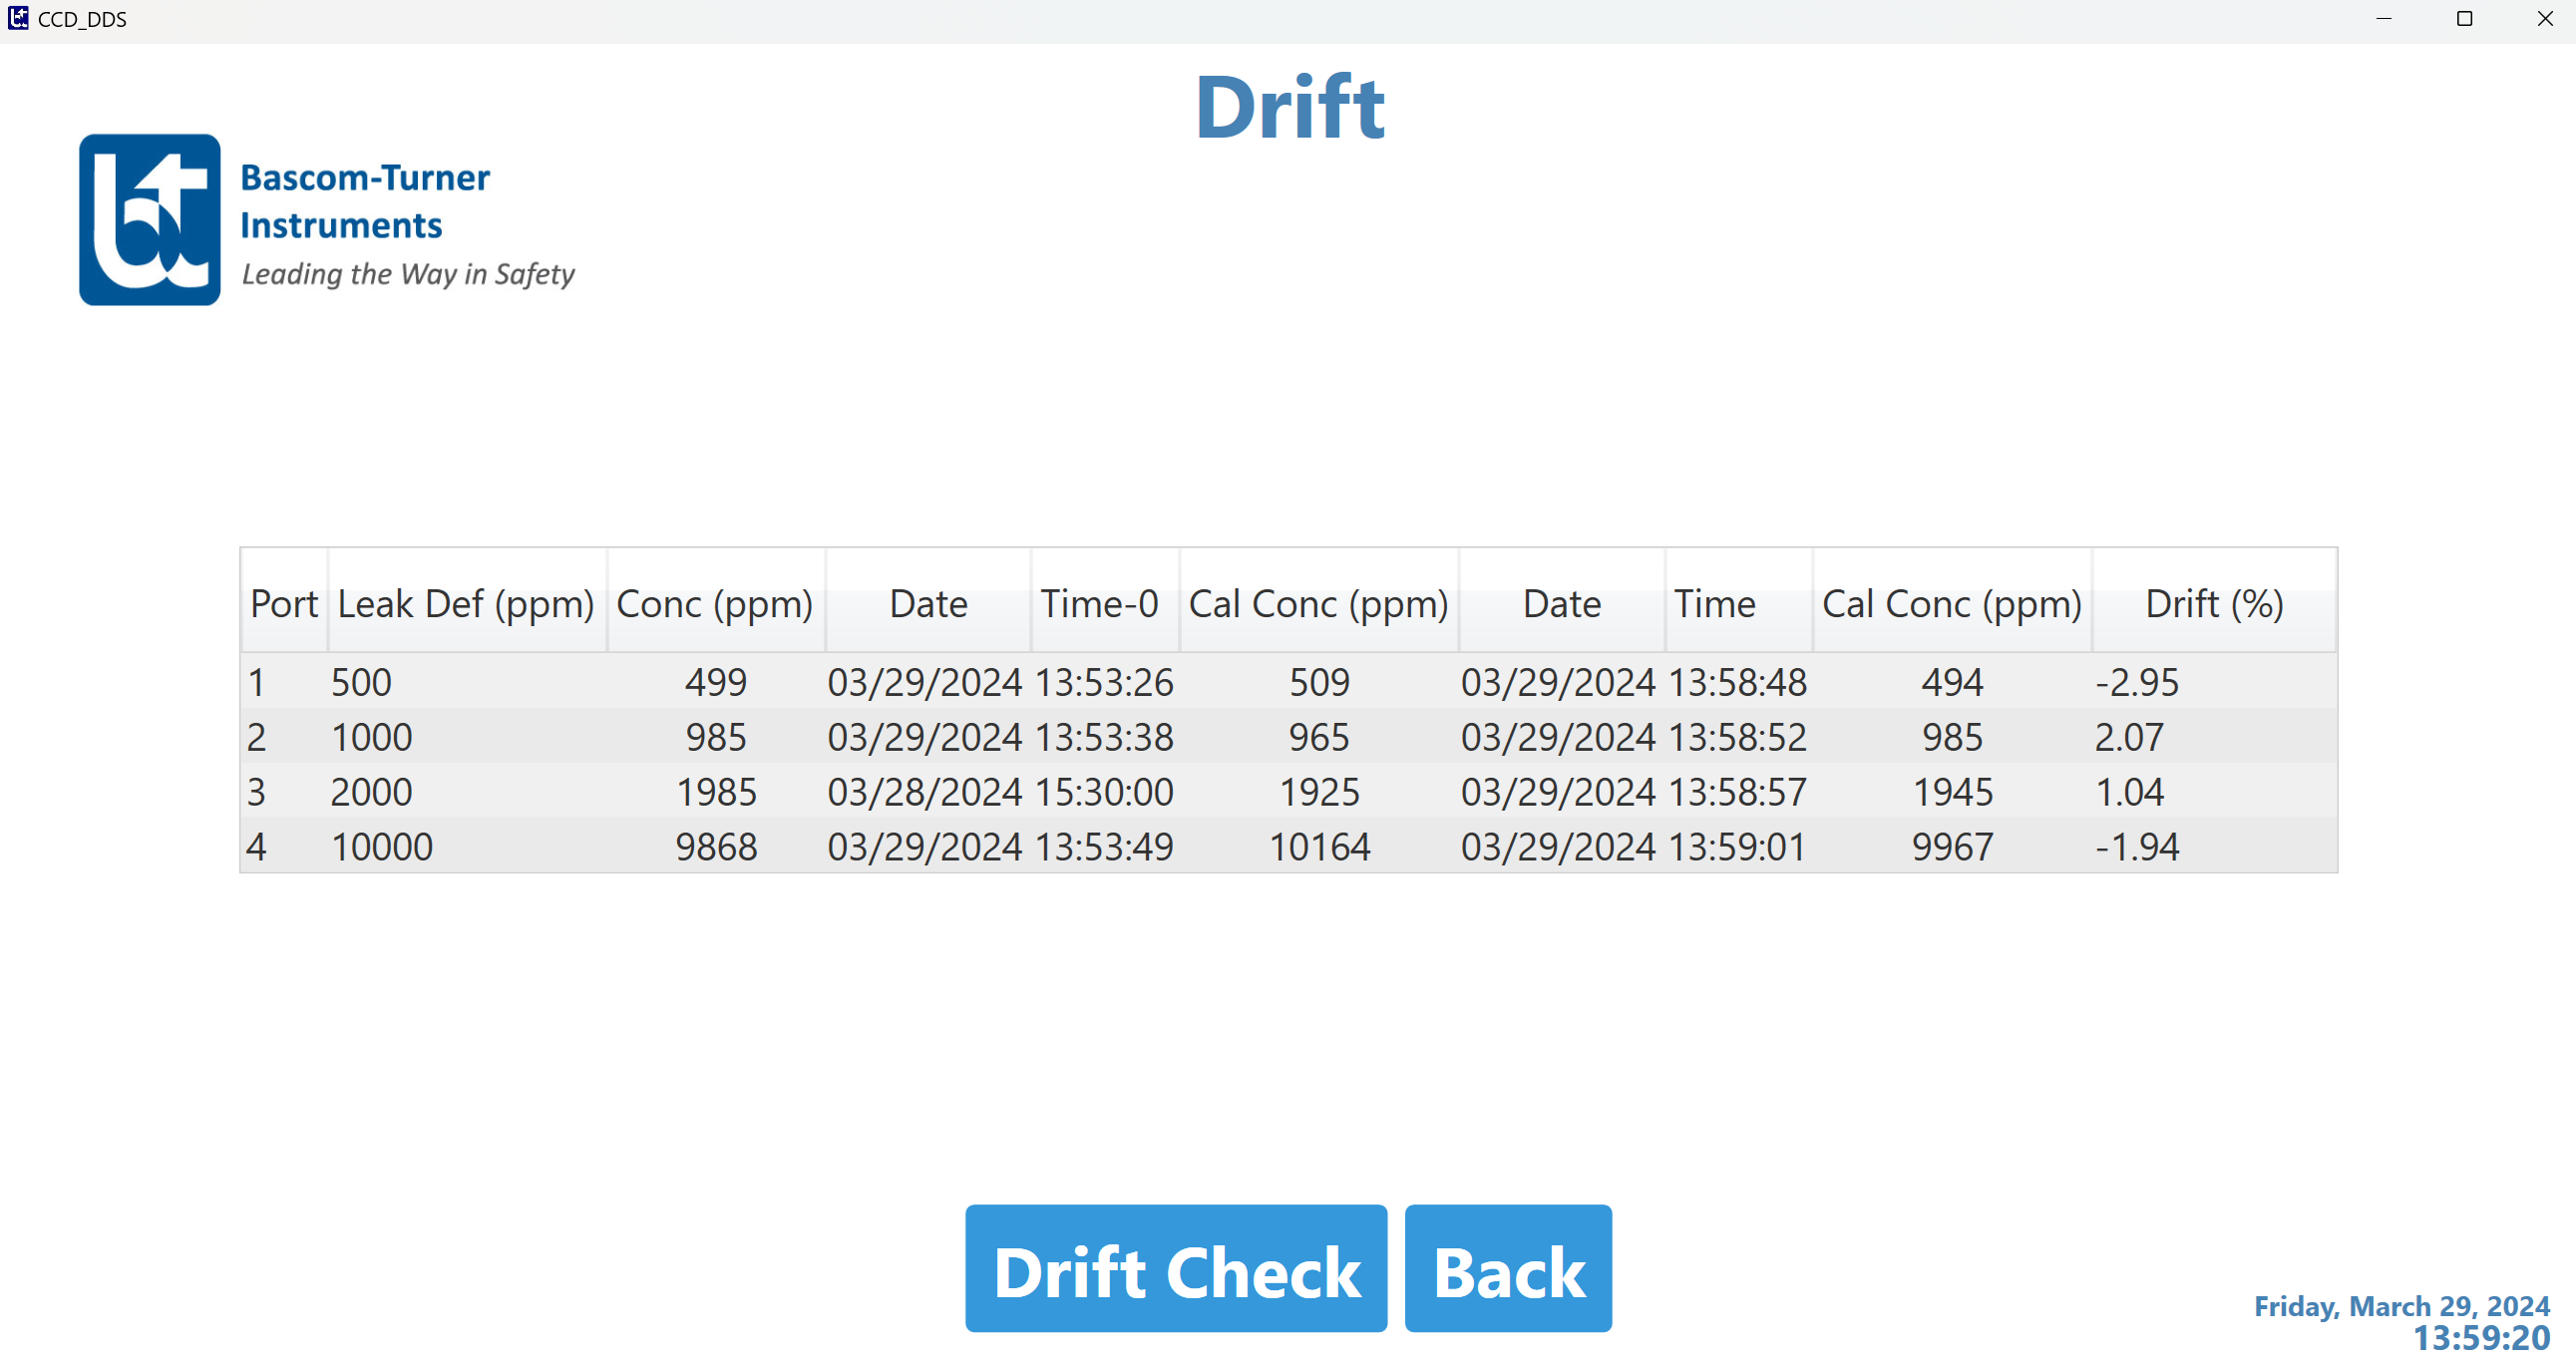 CCD_DDS
Drift
Bascom-Turner
Instruments
Leading the Way in Safety
Port Leak Def (ppm) Conc (ppm) Date Time-0 Cal Conc (ppm) Date Time Cal Conc (ppm) Drift (%)
1 500 499 03/29/2024 13:53:26 509 03/29/2024 13:58:48 494 -2.95
2 1000 985 03/29/2024 13:53:38 965 03/29/2024 13:58:52 985 2.07
3 2000 1985 03/28/2024 15:30:00 1925 03/29/2024 13:58:57 1945 1.04
4 10000 9868 03/29/2024 13:53:49 10164 03/29/2024 13:59:01 9967 -1.94
Drift Check Back
Friday, March 29, 2024
13:59:20